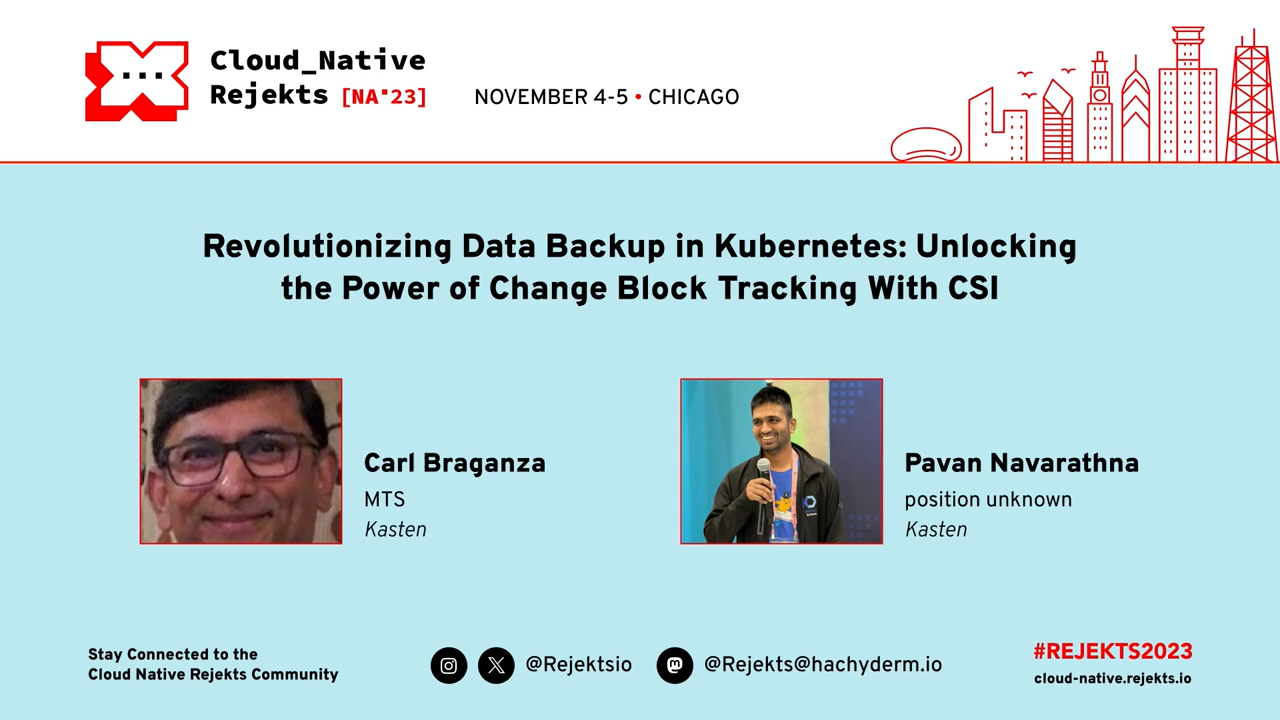 Cloud_Native
Rejekts [NA'23]
NOVEMBER 4-5 • CHICAGO
Revolutionizing Data Backup in Kubernetes: Unlocking
the Power of Change Block Tracking With CSI
Carl Braganza
MTS
Kasten
Pavan Navarathna
position unknown
Kasten
Stay Connected to the
Cloud Native Rejekts Community
@Rejektsio
@Rejekts@hachyderm.io
#REJEKTS2023
cloud-native.rejekts.io